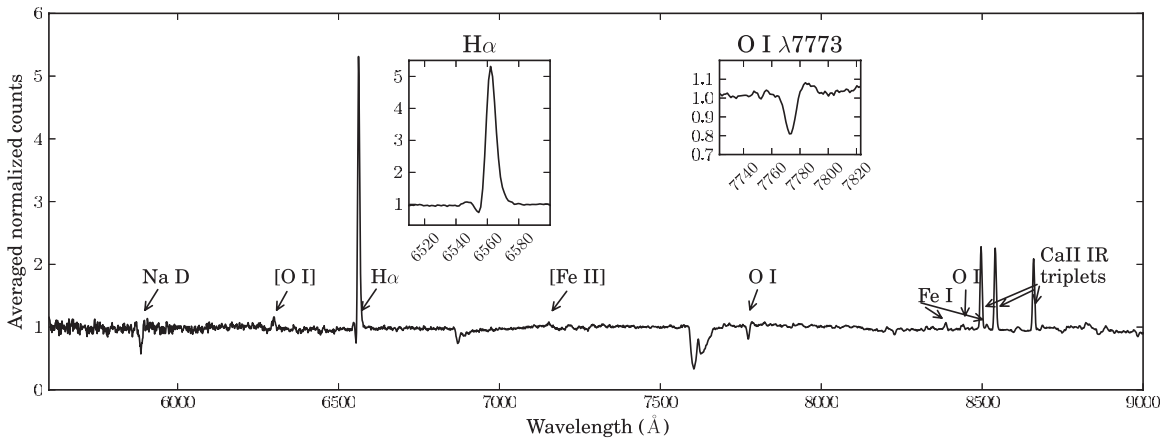 Hα
O I λ7773
Averaged normalized counts
6
5
4
3
2
1
0
5
4
3
2
1
6520
6540
6560
6580
1.1
1.0
0.9
0.8
0.7
7740
7760
7780
7800
7820
Na D
[O I]
Hα
[Fe II]
O I
Fe I
O I
CaII IR
triplets
6000
6500
7000
7500
8000
8500
9000
Wavelength (Å)